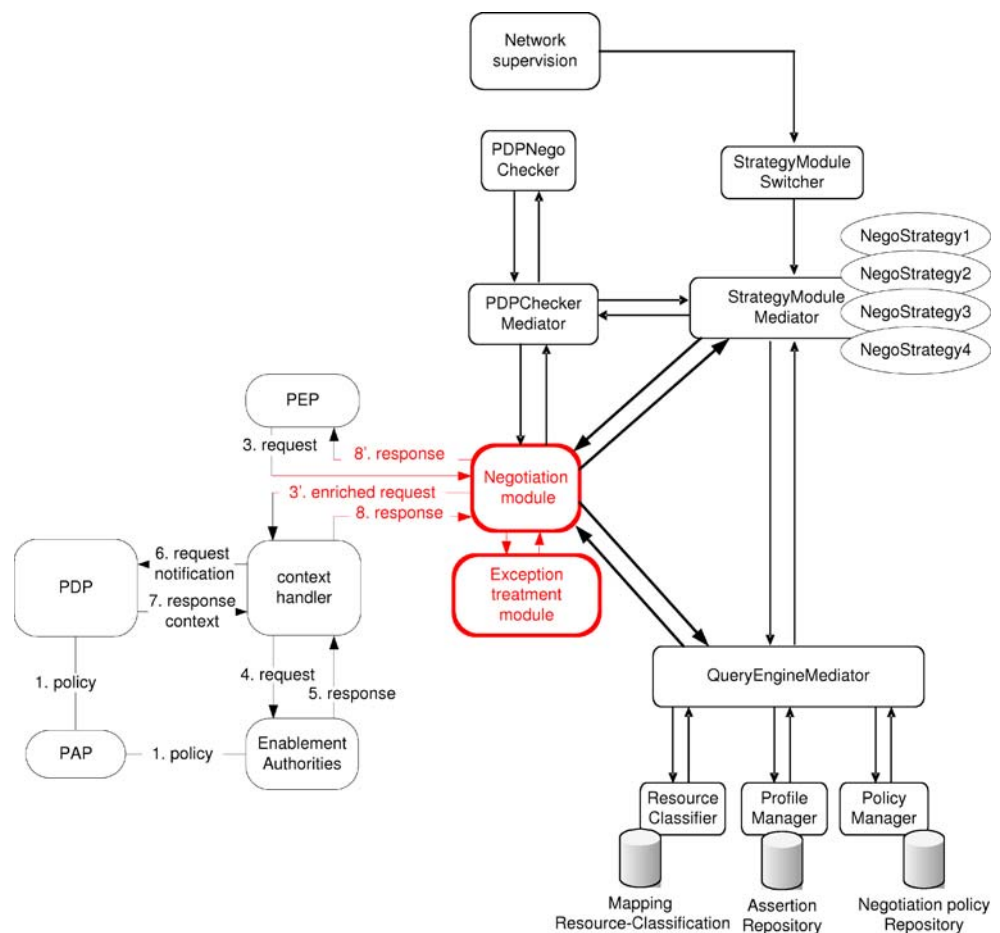 Network
supervision
PDPNego
Checker
StrategyModule
Switcher
NegoStrategy1
NegoStrategy2
NegoStrategy3
NegoStrategy4
PDPChecker
Mediator
StrategyModule
Mediator
PEP
3. request
8'. response
Negotiation
module
3'. enriched request
8. response
PDP
6. request
notification
7. response
context
context
handler
Exception
treatment
module
1. policy
4. request
5. response
QueryEngineMediator
PAP
1. policy
Enablement
Authorities
Resource
Classifier
Profile
Manager
Policy
Manager
Mapping
Resource-Classification
Assertion
Repository
Negotiation policy
Repository